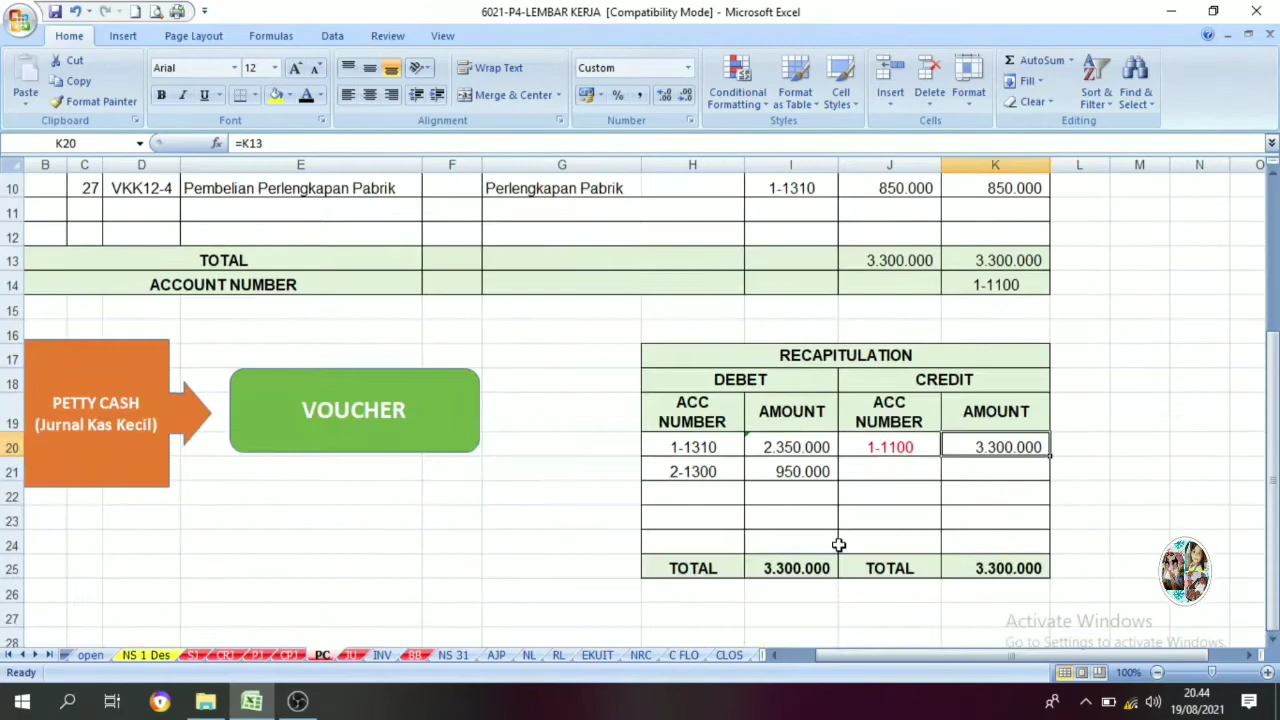 6021-P4-LEMBAR KERJA [Compatibility Mode] - Microsoft Excel
Home Insert Page Layout Formulas Data Review View
Paste
Cut
Copy
Format Painter
Clipboard
Arial 12
B I U
Font
Wrap Text
Merge & Center
Alignment
Custom
% ,
Number
Conditional Formatting
Format as Table
Cell Styles
Styles
Insert Delete Format
Cells
AutoSum
Fill
Clear
Sort & Filter
Find & Select
Editing
K20 fx =K13
B C D E F G H I J K L M N O
10 27 VKK12-4 Pembelian Perlengkapan Pabrik Perlengkapan Pabrik 1-1310 850.000 850.000
11
12
13 TOTAL 3.300.000 3.300.000
14 ACCOUNT NUMBER 1-1100
15
16
17 RECAPITULATION
18 DEBET CREDIT
19 ACC NUMBER AMOUNT ACC NUMBER AMOUNT
20 1-1310 2.350.000 1-1100 3.300.000
21 2-1300 950.000
22
23
24
25 TOTAL 3.300.000 TOTAL 3.300.000
26
27
28
PETTY CASH
(Jurnal Kas Kecil)
VOUCHER
Activate Windows
Go to Settings to activate Windows.
open NS 1 Des SJ CRJ PJ CPJ PC JU INV BB NS 31 AJP NL RL EKUIT NRC C FLO CLOS
Ready 100%
20.44
19/08/2021